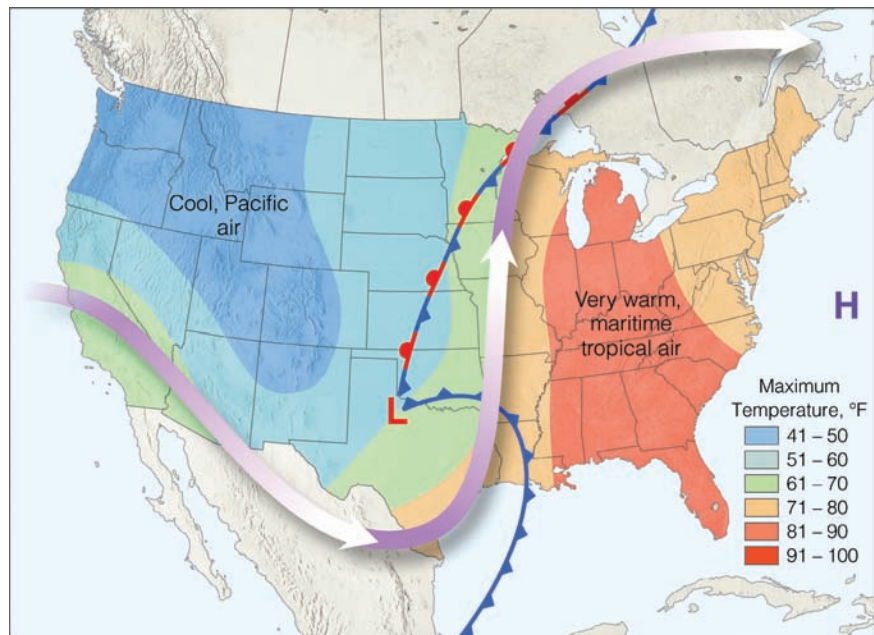 Cool, Pacific
air
Very warm,
maritime
tropical air
H
L
Maximum
Temperature, ºF
41 – 50
51 – 60
61 – 70
71 – 80
81 – 90
91 – 100